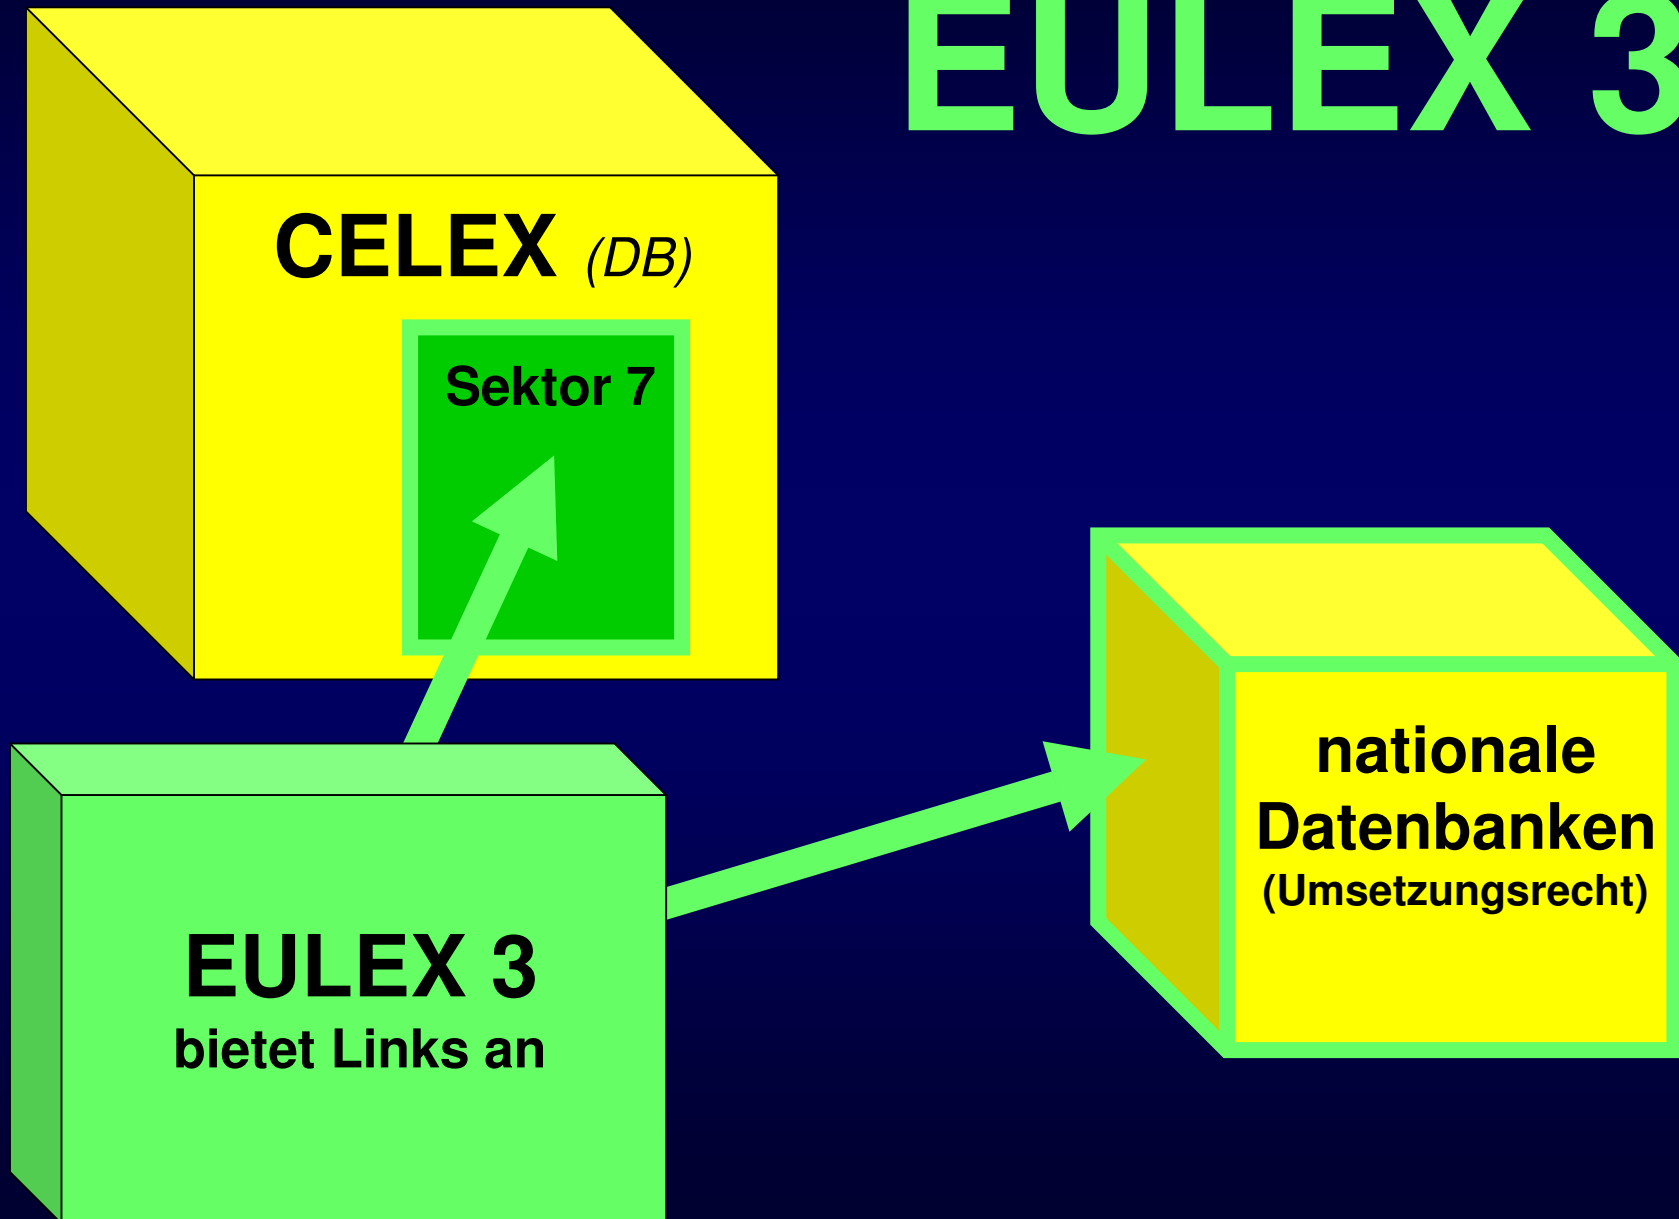 EULEX 3
CELEX (DB)
Sektor 7
nationale
Datenbanken
(Umsetzungsrecht)
EULEX 3
bietet Links an